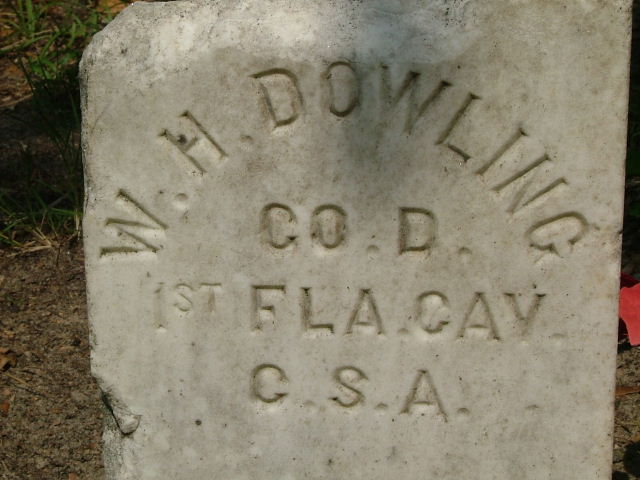 W. H. DOWLING
CO. D.
1ST FLA. CAV.
C.S.A.